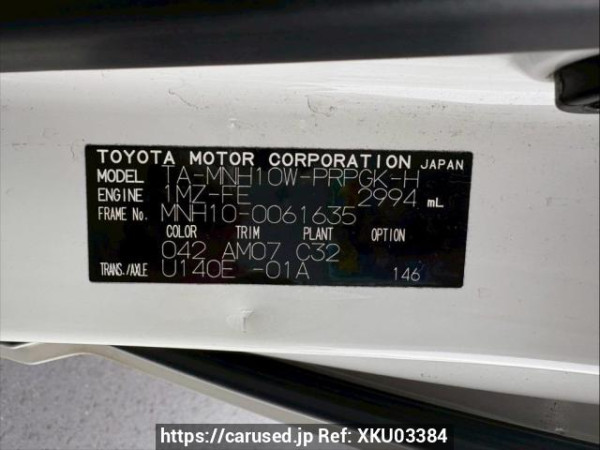 TOYOTA MOTOR CORPORATION JAPAN
MODEL TA-MNH10W-PRPGK-H
ENGINE 1MZ-FE 2994 mL
FRAME No. MNH10-0061635
COLOR TRIM PLANT OPTION
042 AM07 C32
TRANS./AXLE U140E -01A 146
https://carused.jp Ref: XKU03384